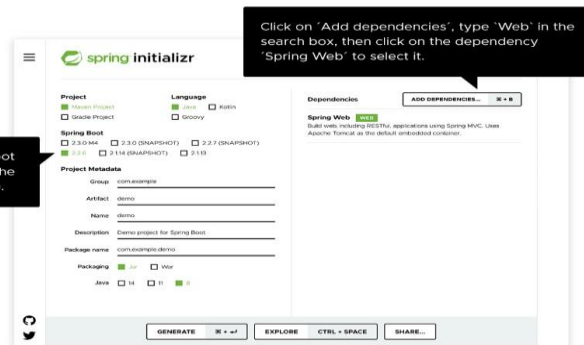 Click on ´Add dependencies´, type `Web` in the
search box, then click on the dependency
´Spring Web´ to select it.
spring initializr
Project
Maven Project
Gradle Project
Language
Java Kotlin
Groovy
Spring Boot
2.3.0 M4 2.3.0 (SNAPSHOT) 2.2.7 (SNAPSHOT)
2.2.6 2.1.14 (SNAPSHOT) 2.1.13
oot
he
.
Project Metadata
Group com.example
Artifact demo
Name demo
Description Demo project for Spring Boot
Package name com.example.demo
Packaging Jar War
Java 14 11 8
Dependencies
ADD DEPENDENCIES... ⌘ + B
Spring Web WEB
Build web, including RESTful, applications using Spring MVC. Uses
Apache Tomcat as the default embedded container.
GENERATE ⌘ + ↵ EXPLORE CTRL + SPACE SHARE...